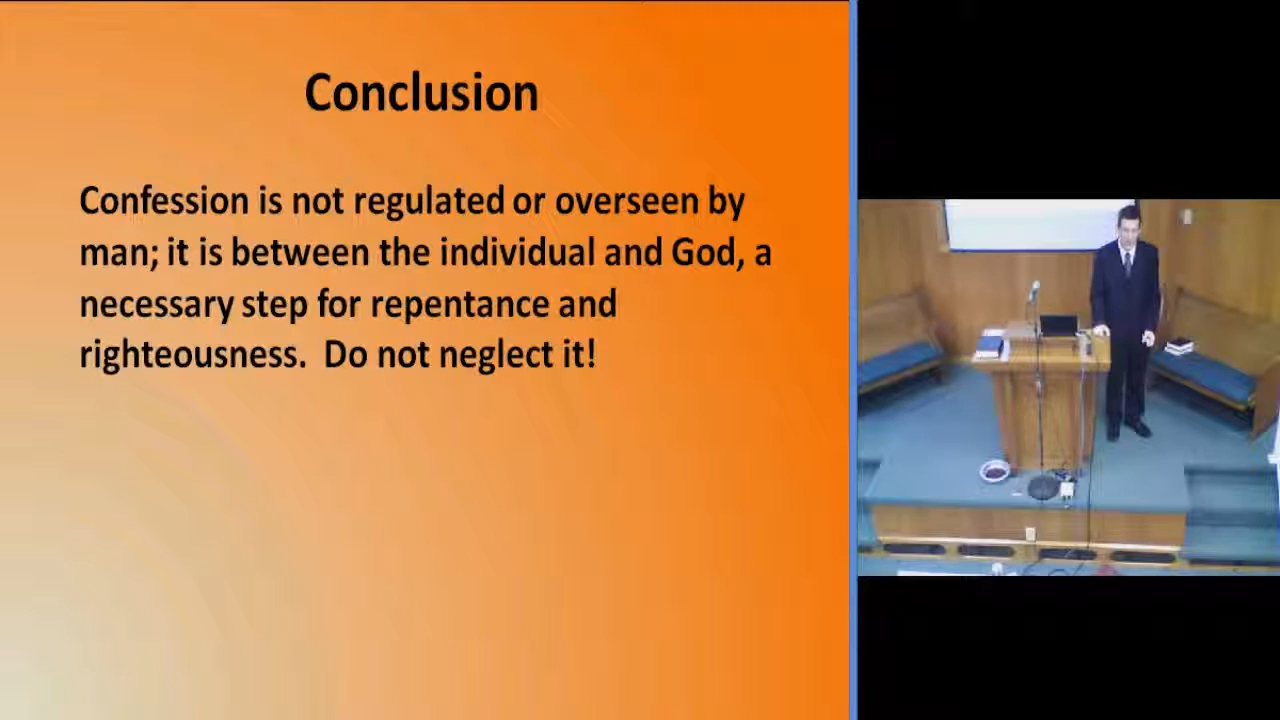 Conclusion
Confession is not regulated or overseen by
man; it is between the individual and God, a
necessary step for repentance and
righteousness.  Do not neglect it!